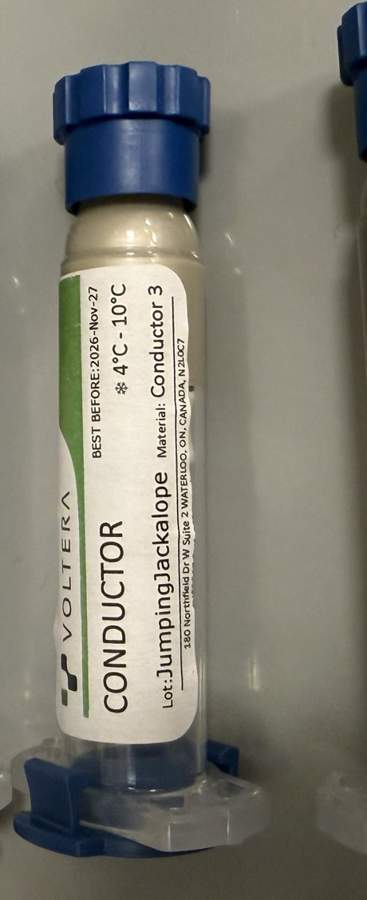 VOLTERA
BEST BEFORE:2026-Nov-27
❄ 4°C - 10°C
CONDUCTOR
Lot:JumpingJackalope Material: Conductor 3
180 Northfield Dr W Suite 2 WATERLOO, ON, CANADA, N2L0C7